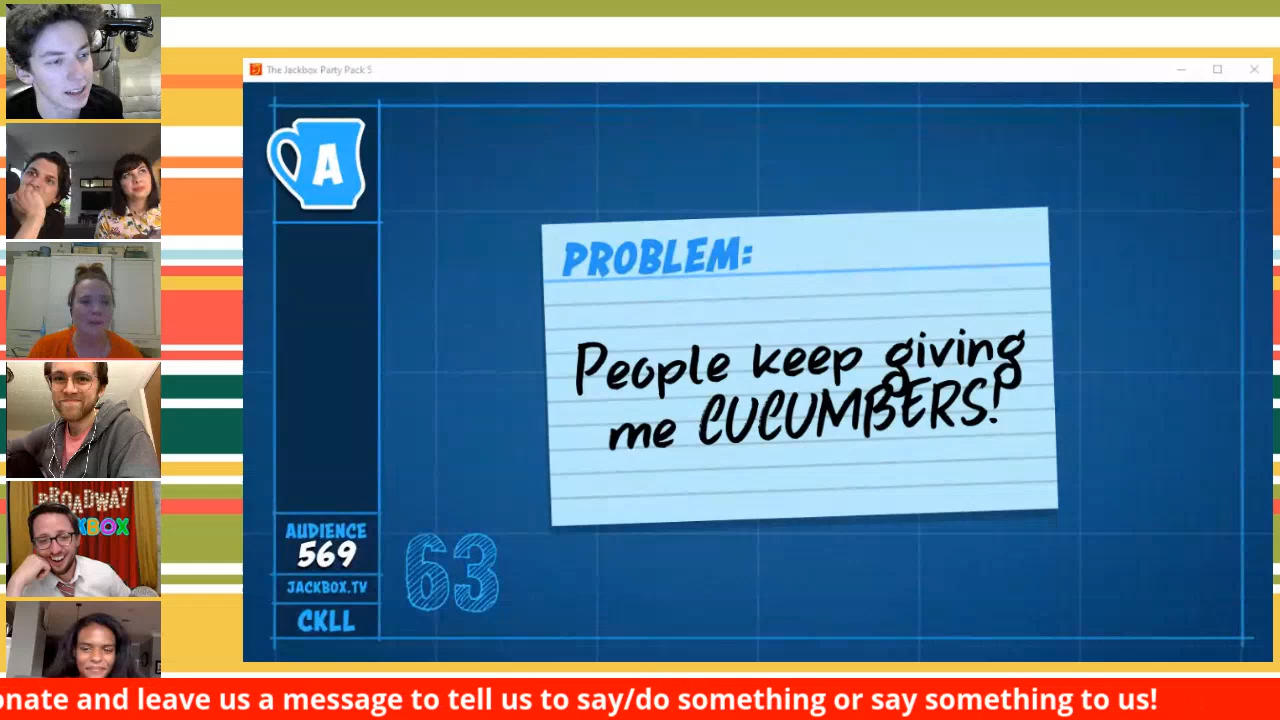 The Jackbox Party Pack 5
A
PROBLEM:
People keep giving
me CUCUMBERS!
AUDIENCE
569
JACKBOX.TV
CKLL
63
BROADWAY
KBOX
onate and leave us a message to tell us to say/do something or say something to us!